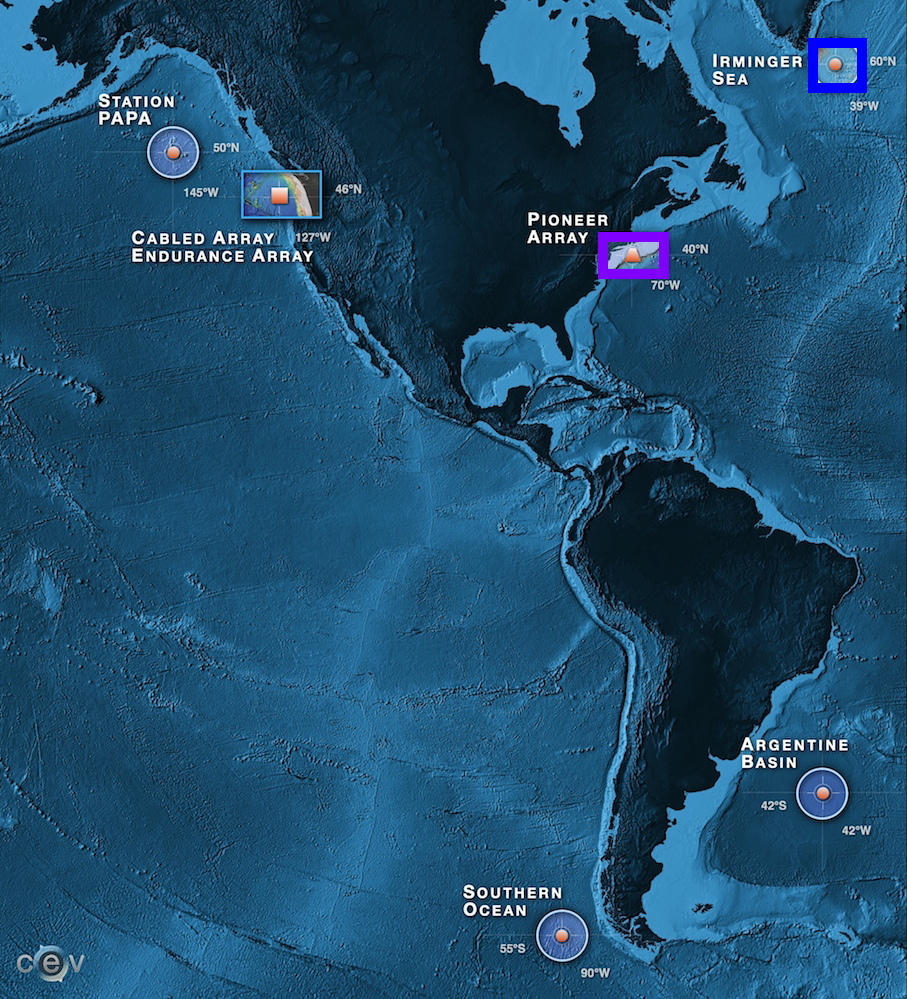 IRMINGER
SEA
60°N
39°W
STATION
PAPA
50°N
145°W
46°N
127°W
CABLED ARRAY
ENDURANCE ARRAY
PIONEER
ARRAY
40°N
70°W
ARGENTINE
BASIN
42°S
42°W
SOUTHERN
OCEAN
55°S
90°W
cev